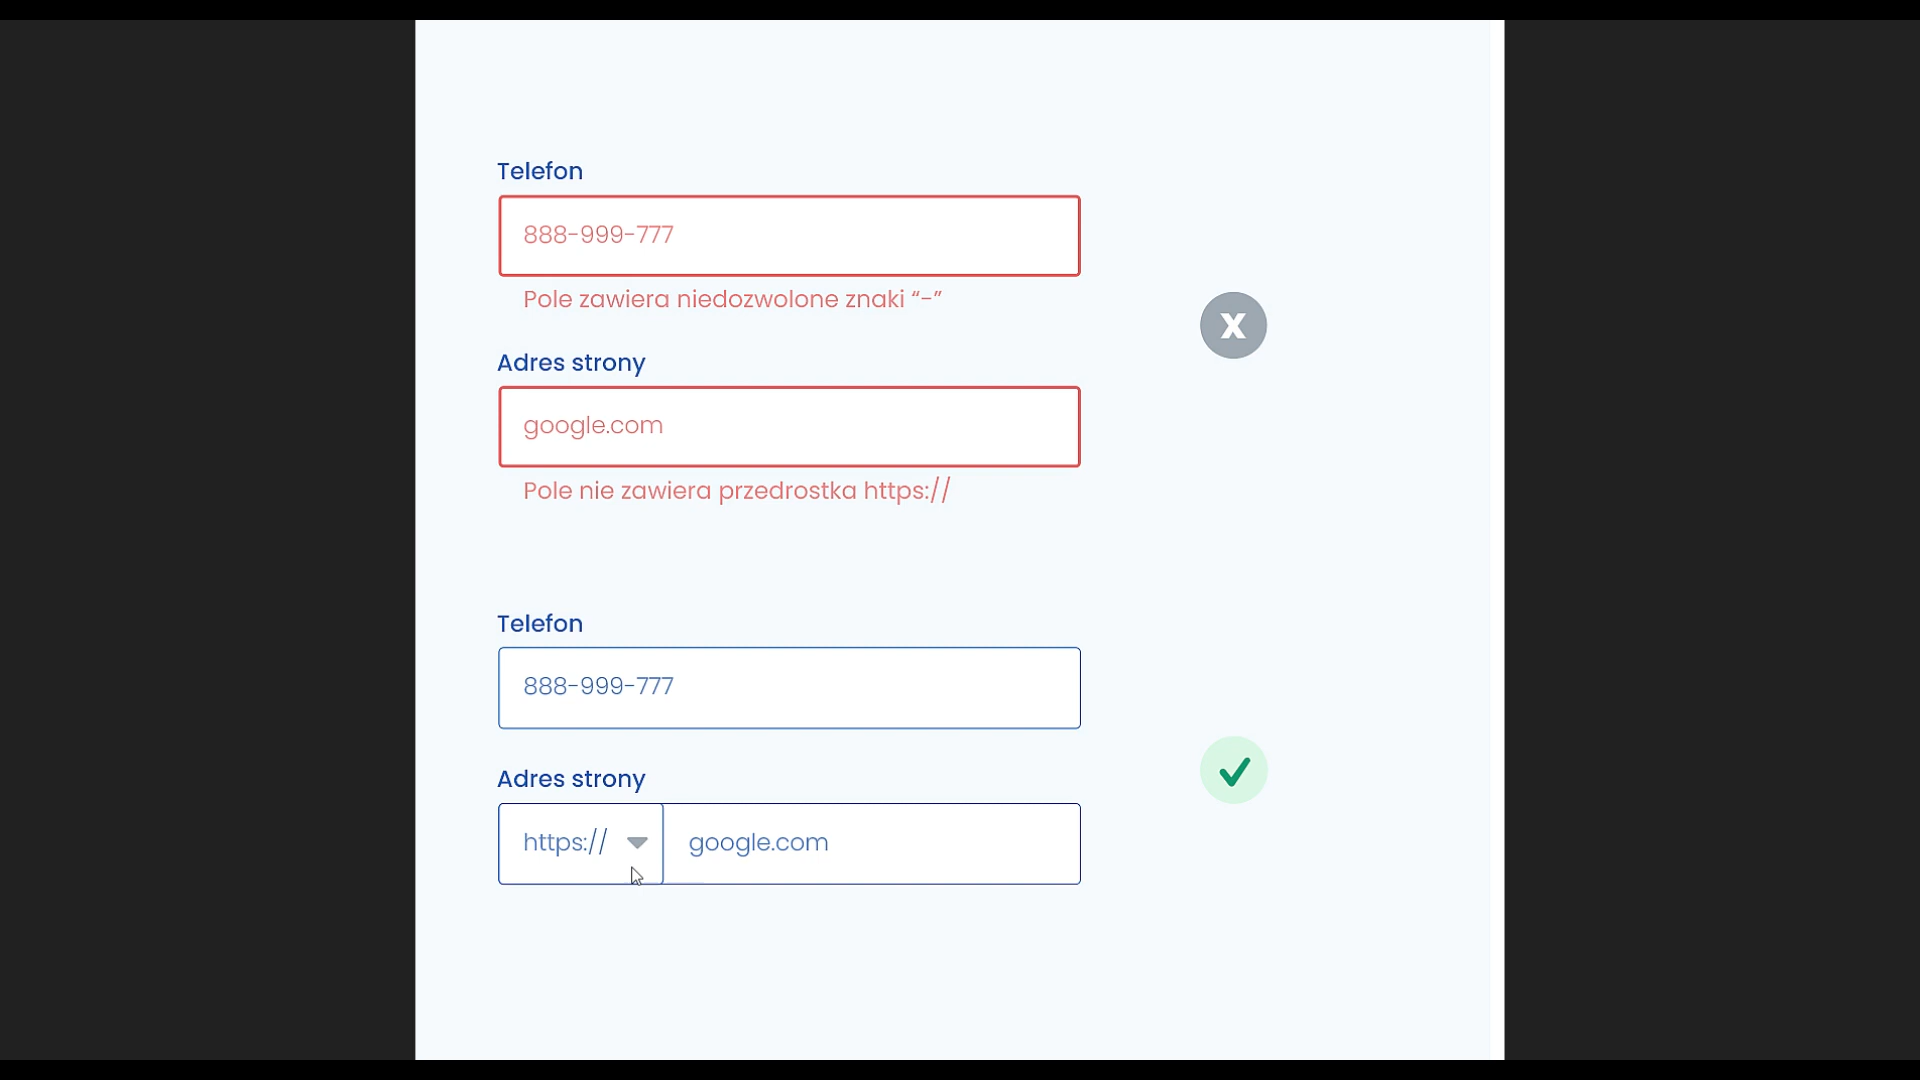 Telefon
888-999-777
Pole zawiera niedozwolone znaki “-”
X
Adres strony
google.com
Pole nie zawiera przedrostka https://
Telefon
888-999-777
Adres strony
https:// google.com